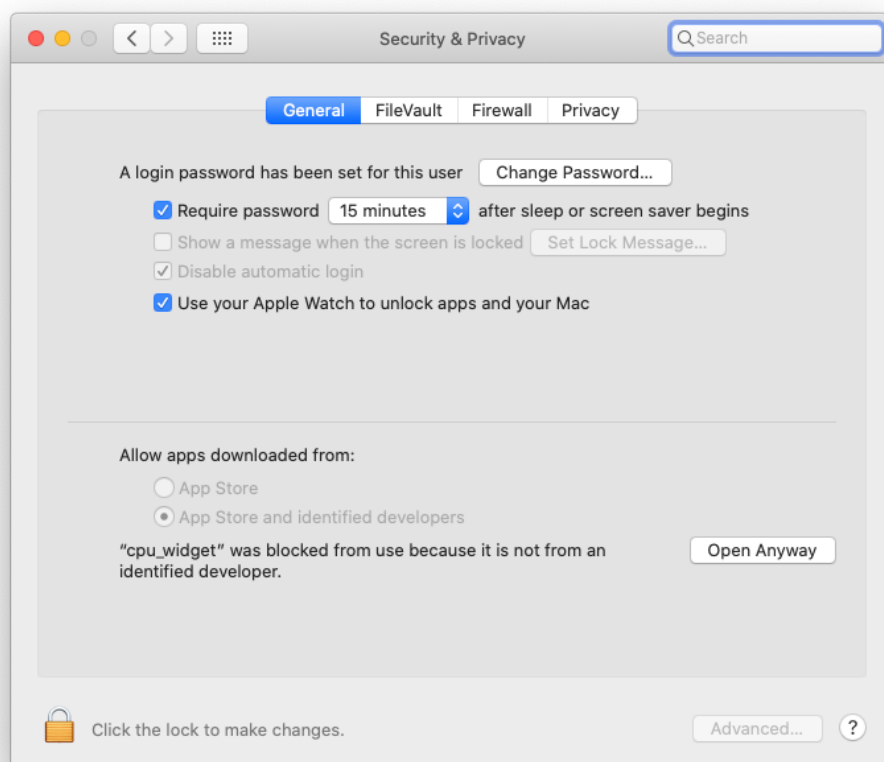 Security & Privacy
Search
General
FileVault
Firewall
Privacy
A login password has been set for this user
Change Password...
Require password
15 minutes
after sleep or screen saver begins
Show a message when the screen is locked
Set Lock Message...
Disable automatic login
Use your Apple Watch to unlock apps and your Mac
Allow apps downloaded from:
App Store
App Store and identified developers
“cpu_widget” was blocked from use because it is not from an
identified developer.
Open Anyway
Click the lock to make changes.
Advanced...
?